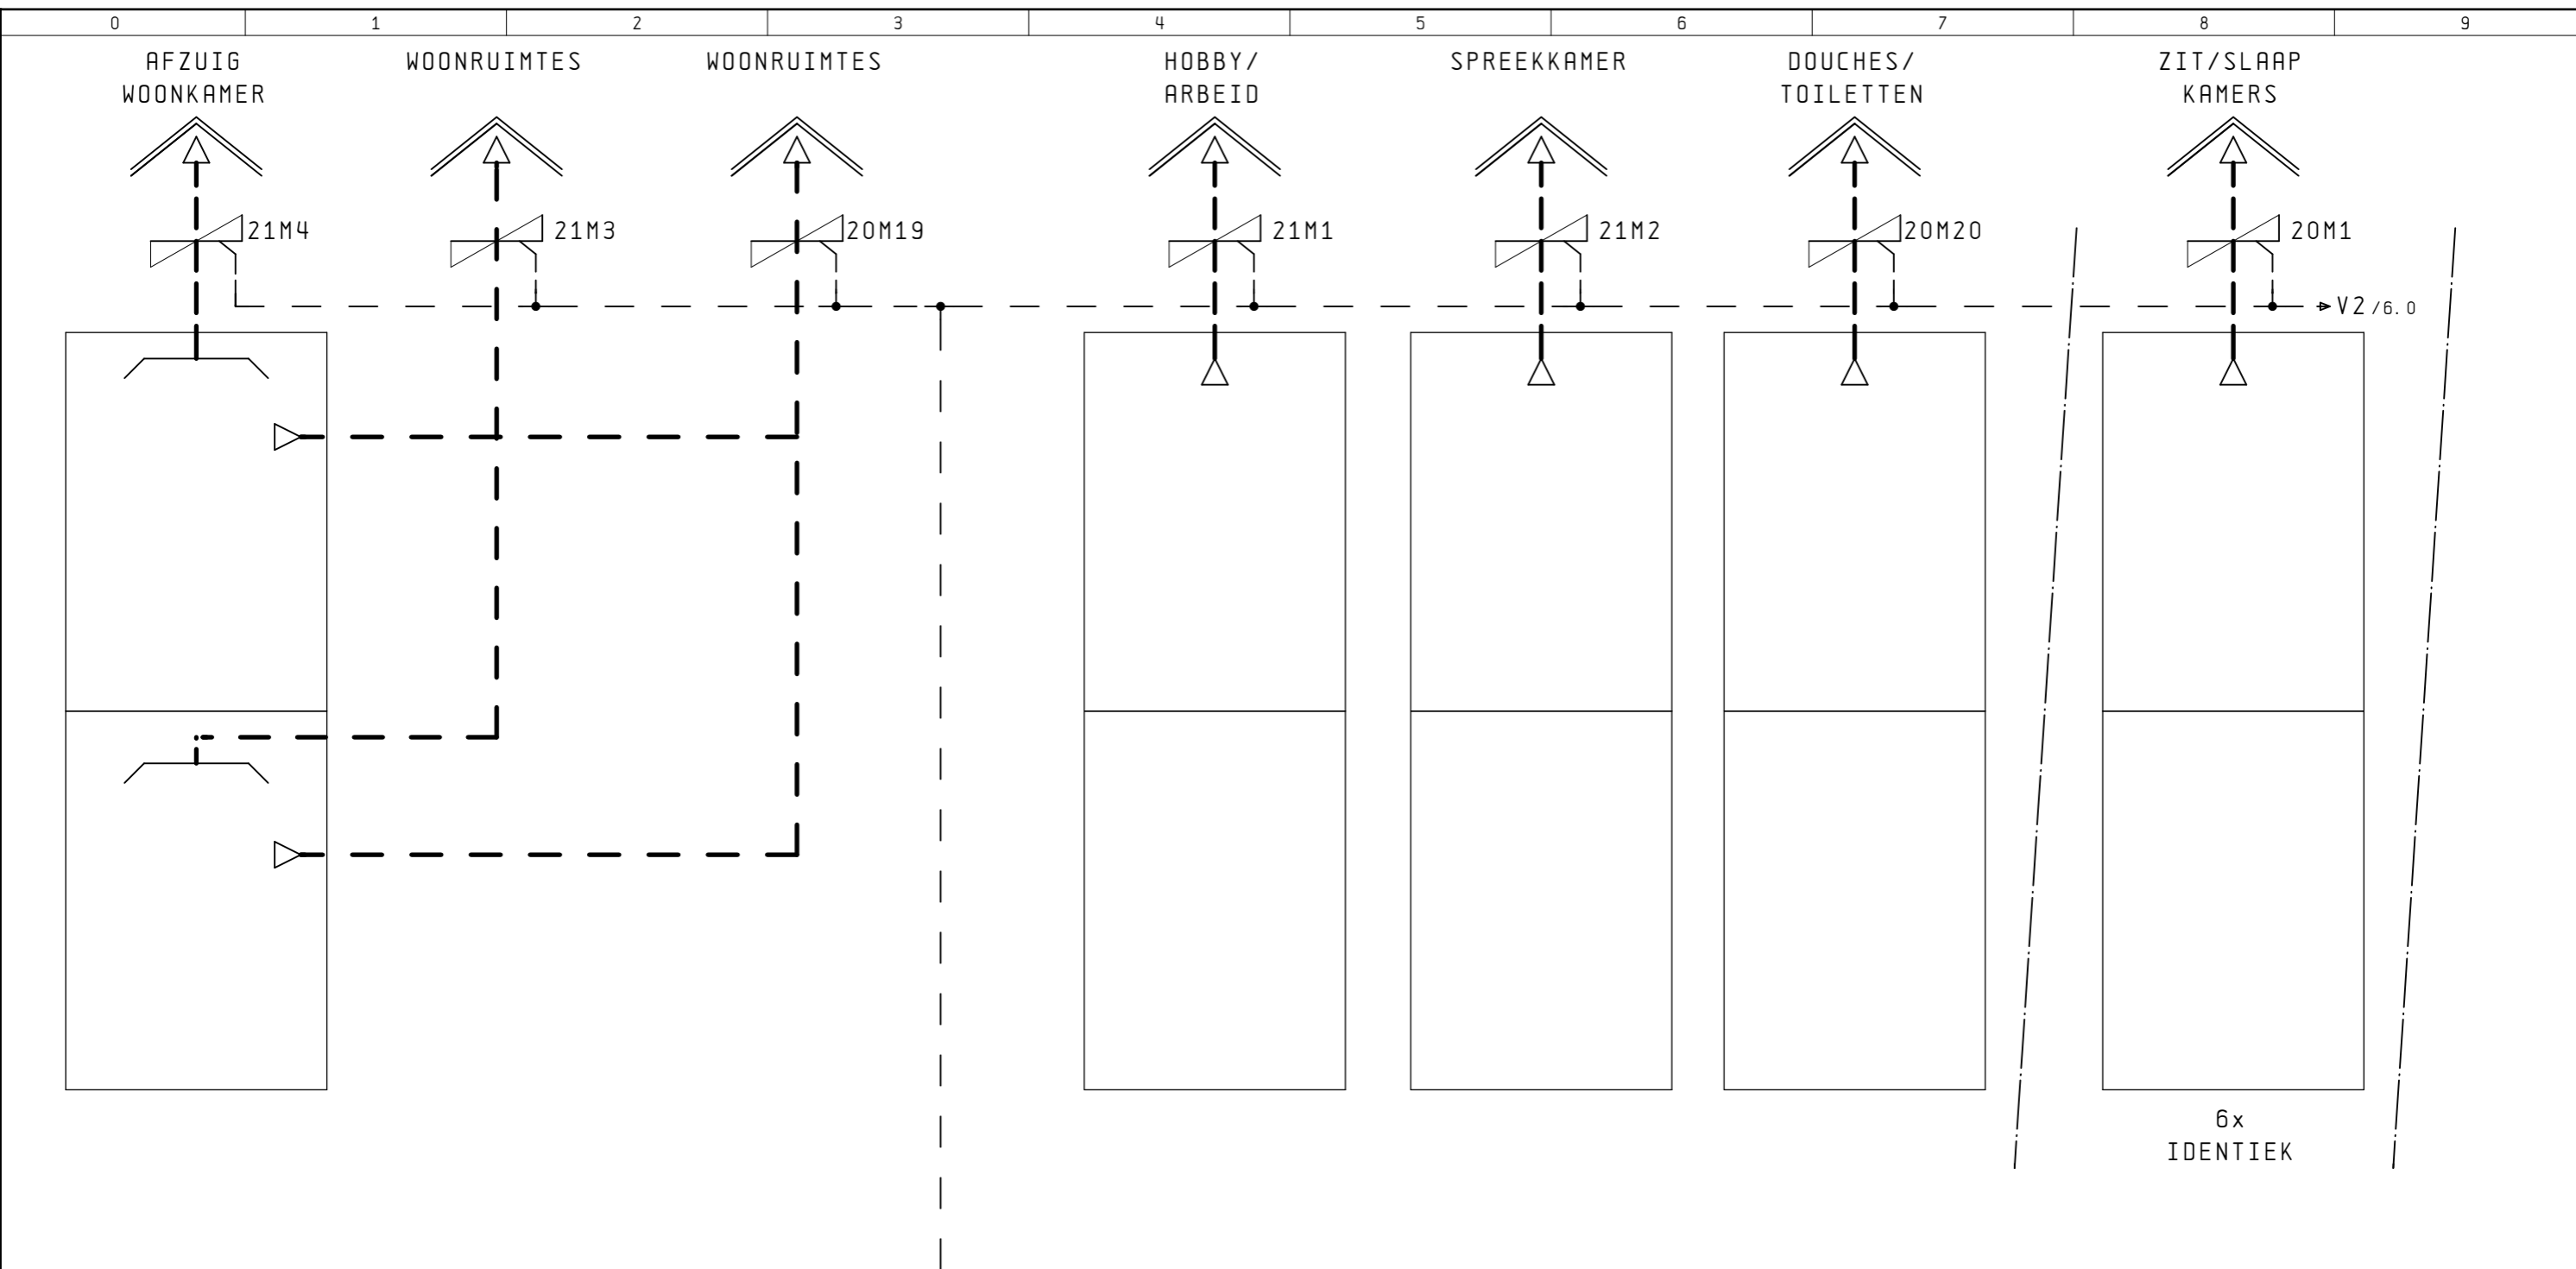 0 1 2 3 4 5 6 7 8 9
AFZUIG
WOONKAMER
WOONRUIMTES
WOONRUIMTES
HOBBY/
ARBEID
SPREEKKAMER
DOUCHES/
TOILETTEN
ZIT/SLAAP
KAMERS
21M4
21M3
20M19
21M1
21M2
20M20
20M1
V2/6.0
6x
IDENTIEK